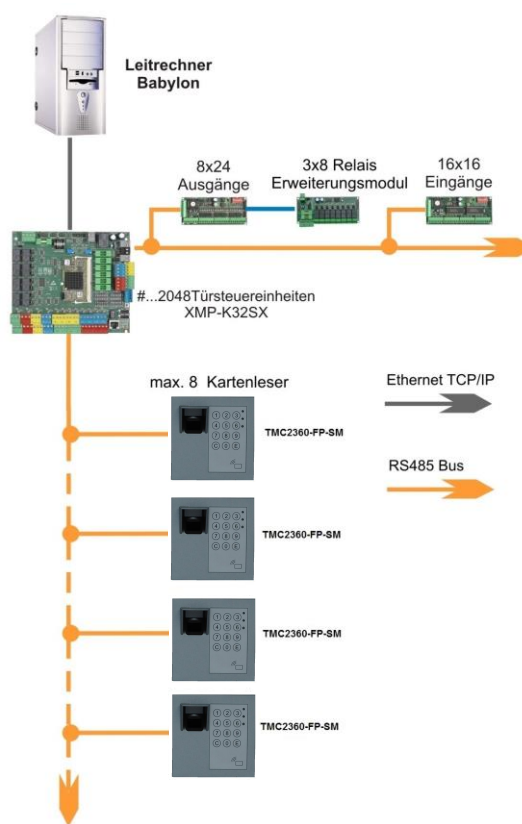 Leitrechner
Babylon
8x24
Ausgänge
3x8 Relais
Erweiterungsmodul
16x16
Eingänge
#...2048Türsteuereinheiten
XMP-K32SX
max. 8 Kartenleser
Ethernet TCP/IP
RS485 Bus
TMC2360-FP-SM
TMC2360-FP-SM
TMC2360-FP-SM
TMC2360-FP-SM